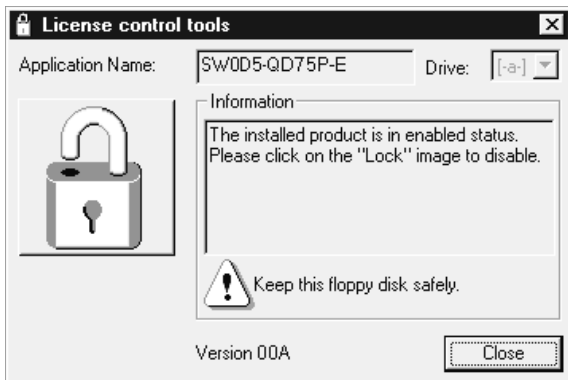 License control tools
Application Name: SW0D5-QD75P-E Drive: [-a-]
Information
The installed product is in enabled status.
Please click on the "Lock" image to disable.
Keep this floppy disk safely.
Version 00A Close